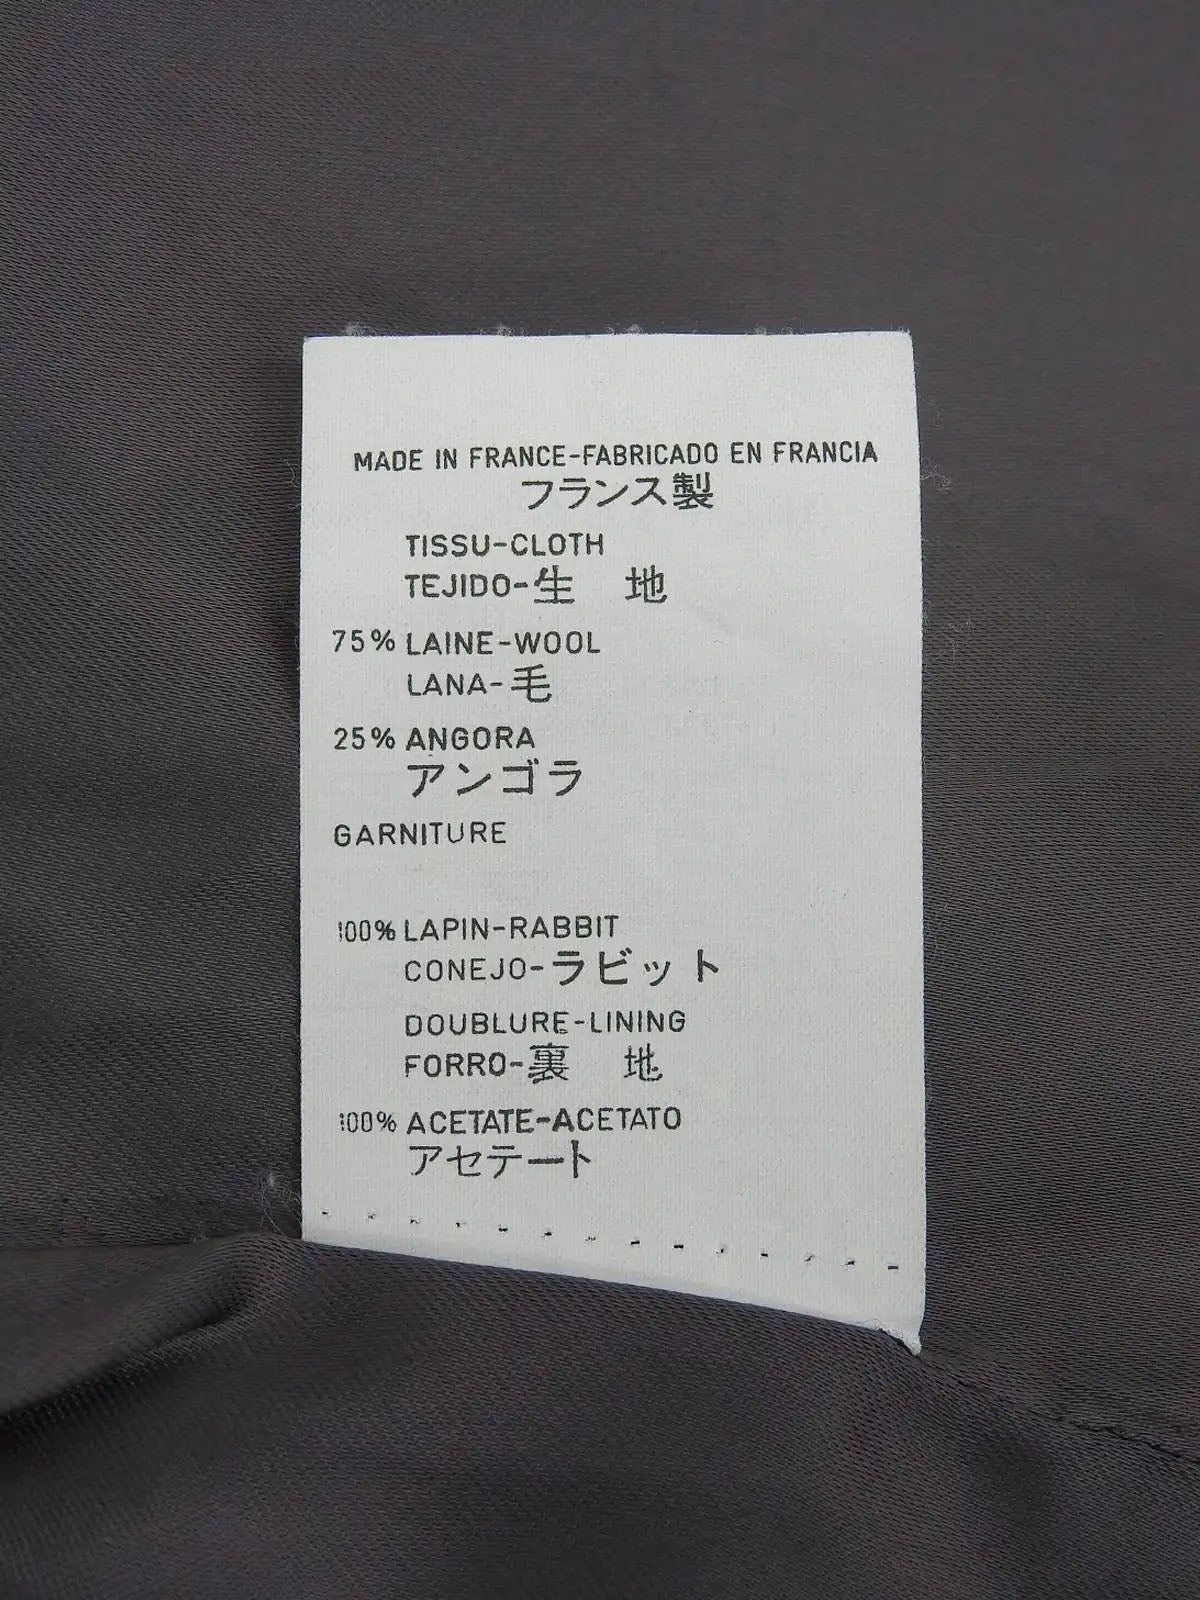 MADE IN FRANCE-FABRICADO EN FRANCIA
フランス製
TISSU-CLOTH
TEJIDO-生 地
75% LAINE-WOOL
LANA-毛
25% ANGORA
アンゴラ
GARNITURE
100% LAPIN-RABBIT
CONEJO-ラビット
DOUBLURE-LINING
FORRO-裏 地
100% ACETATE-ACETATO
アセテート